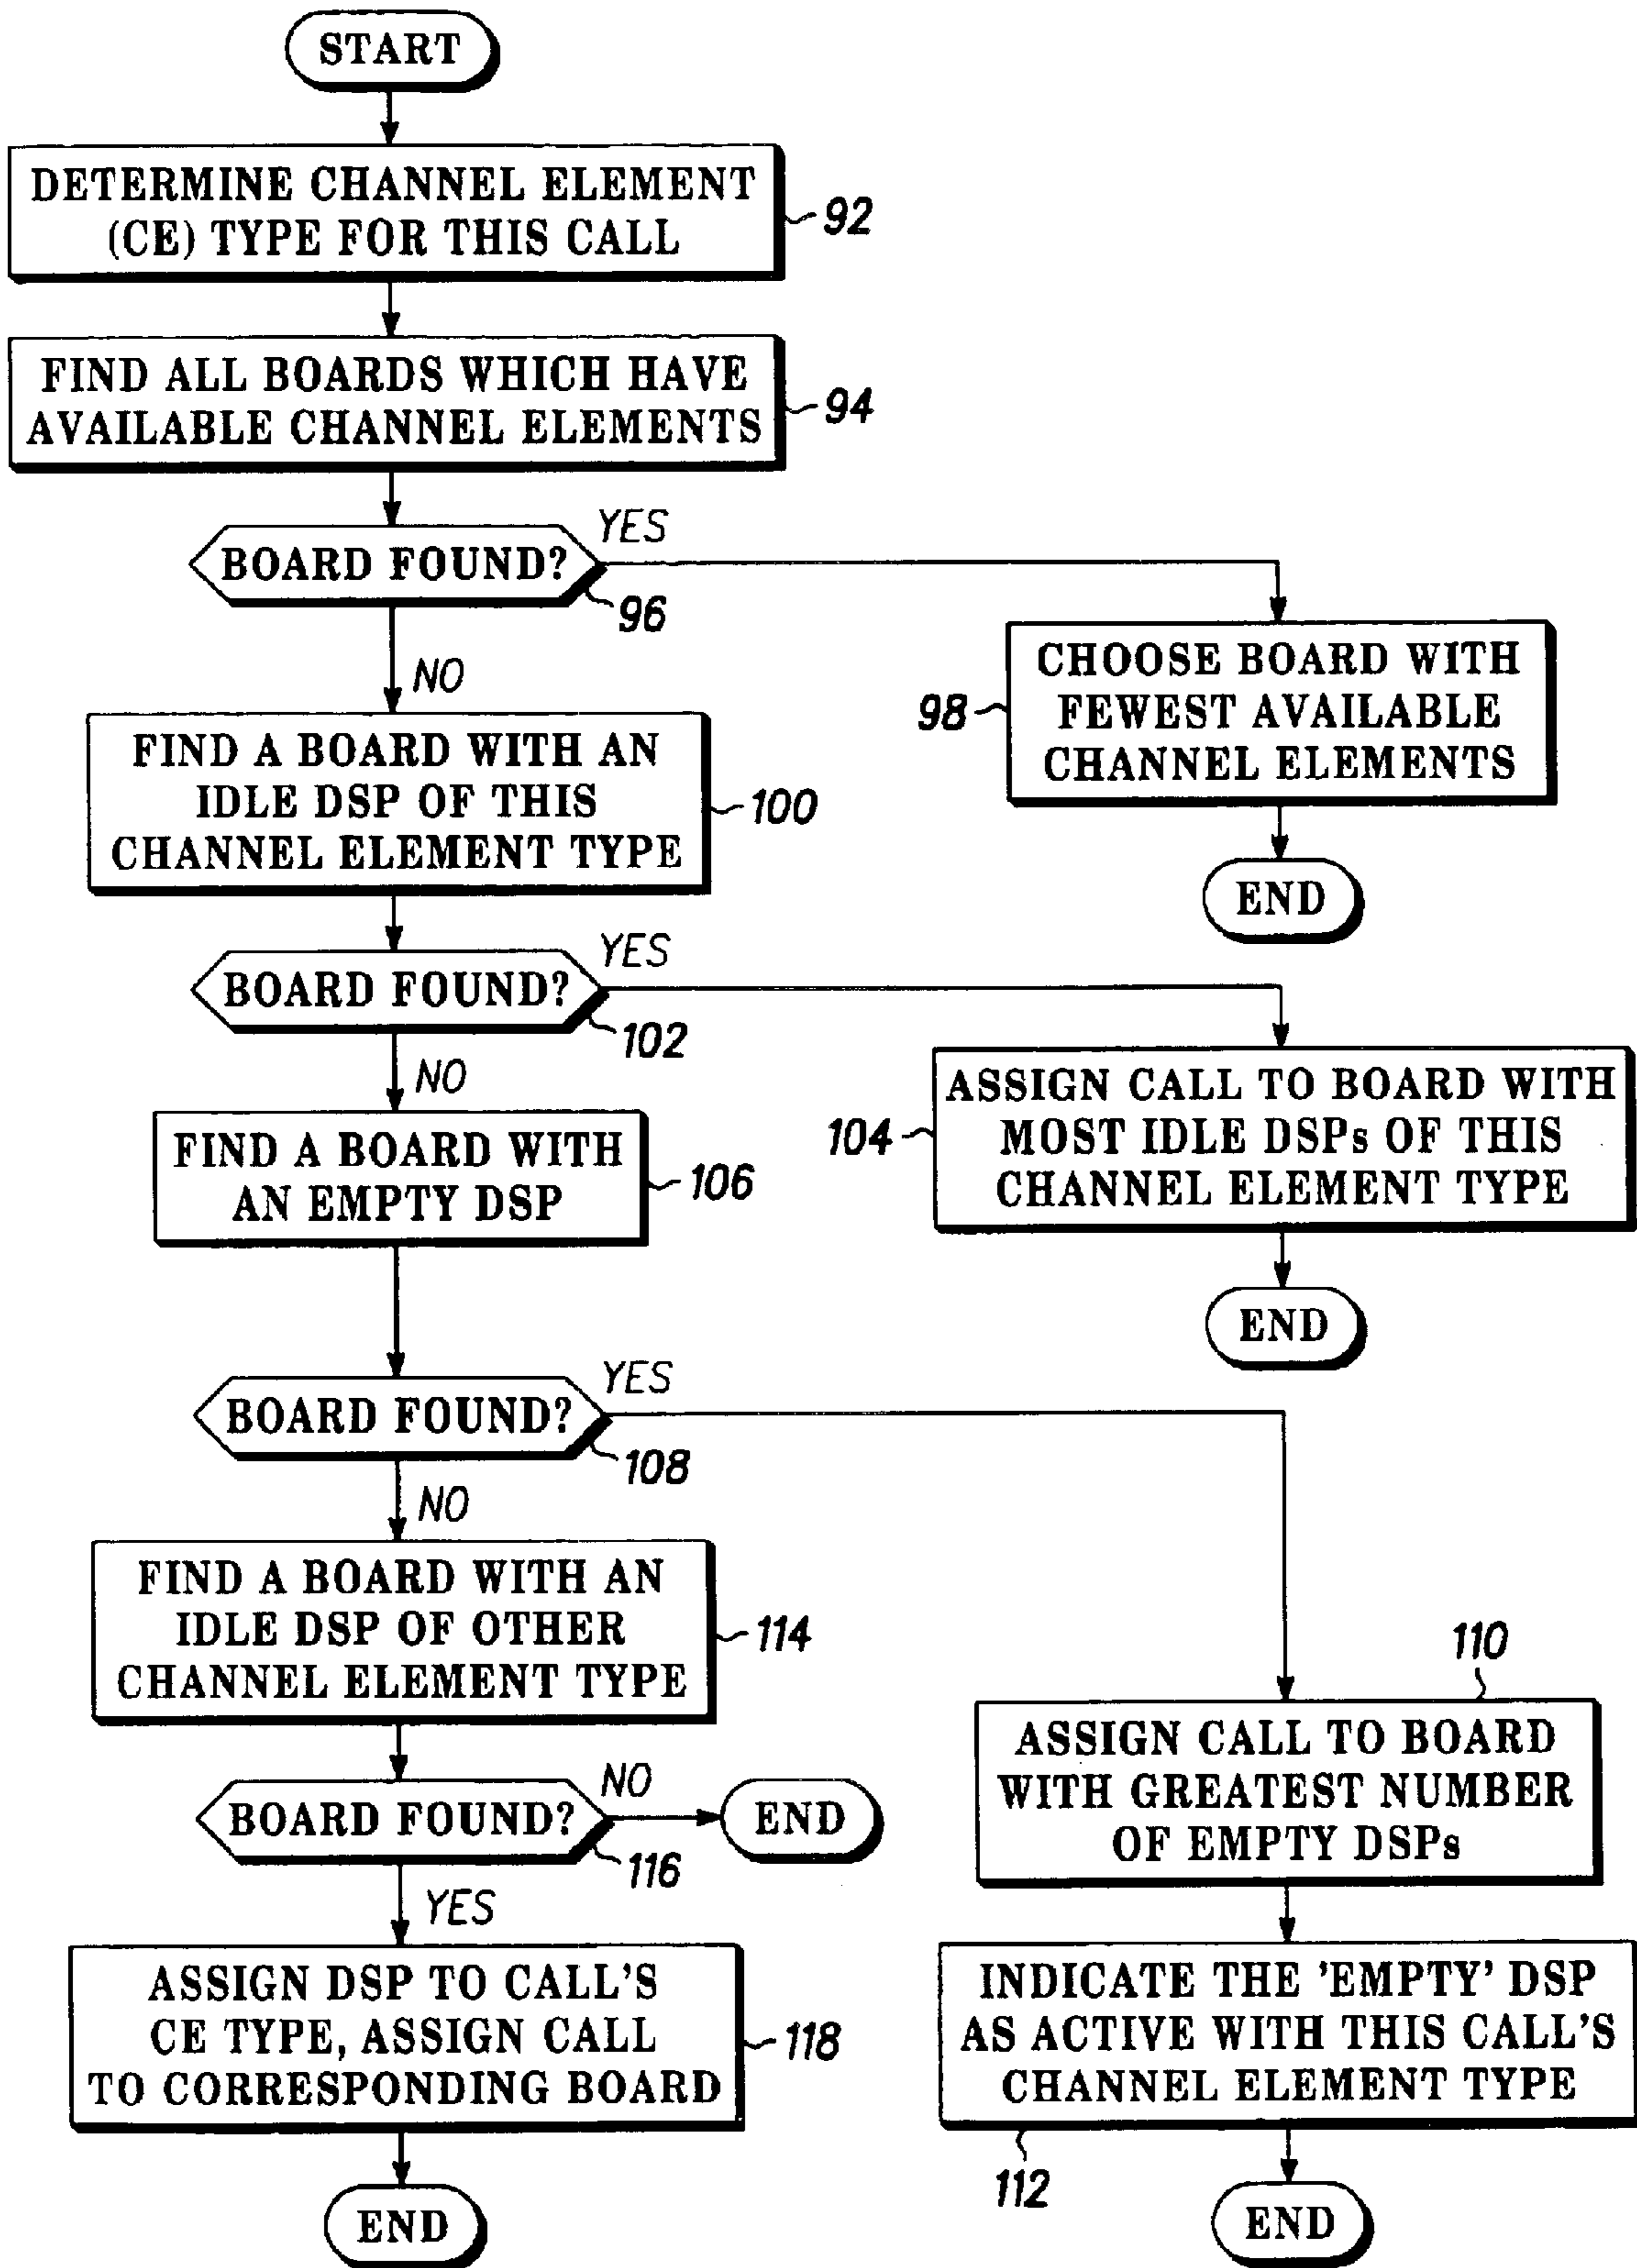 START
DETERMINE CHANNEL ELEMENT
(CE) TYPE FOR THIS CALL
92
FIND ALL BOARDS WHICH HAVE
AVAILABLE CHANNEL ELEMENTS
94
BOARD FOUND?
YES
96
NO
CHOOSE BOARD WITH
FEWEST AVAILABLE
CHANNEL ELEMENTS
98
END
FIND A BOARD WITH AN
IDLE DSP OF THIS
CHANNEL ELEMENT TYPE
100
BOARD FOUND?
YES
102
NO
ASSIGN CALL TO BOARD WITH
MOST IDLE DSPs OF THIS
CHANNEL ELEMENT TYPE
104
END
FIND A BOARD WITH
AN EMPTY DSP
106
BOARD FOUND?
YES
108
NO
FIND A BOARD WITH AN
IDLE DSP OF OTHER
CHANNEL ELEMENT TYPE
114
110
ASSIGN CALL TO BOARD
WITH GREATEST NUMBER
OF EMPTY DSPs
BOARD FOUND?
NO
END
116
YES
ASSIGN DSP TO CALL'S
CE TYPE, ASSIGN CALL
TO CORRESPONDING BOARD
118
END
INDICATE THE 'EMPTY' DSP
AS ACTIVE WITH THIS CALL'S
CHANNEL ELEMENT TYPE
112
END